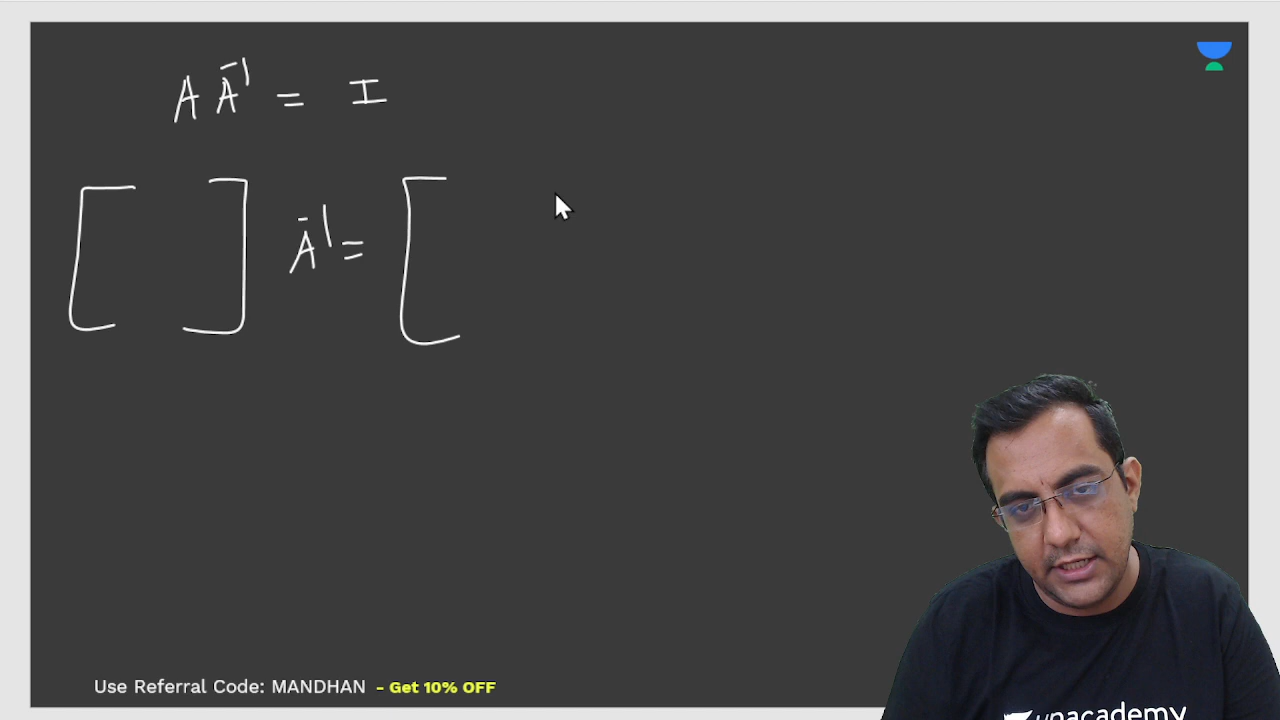 A A⁻¹ = I
[ ] A⁻¹ = [
Use Referral Code: MANDHAN - Get 10% OFF
unacademy